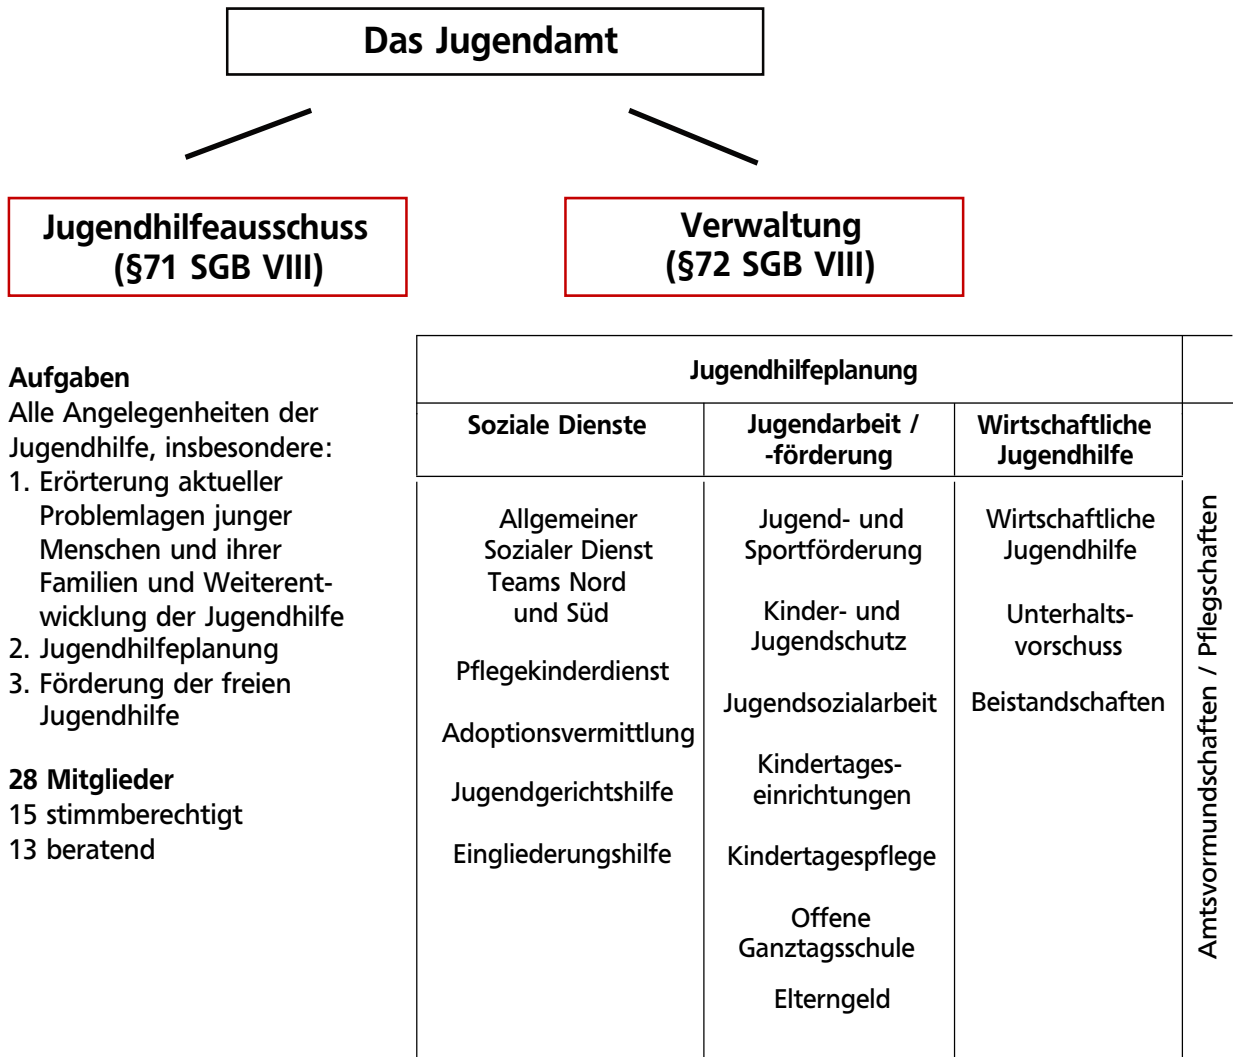 Das Jugendamt
Jugendhilfeausschuss
(§71 SGB VIII)
Verwaltung
(§72 SGB VIII)
Aufgaben
Alle Angelegenheiten der
Jugendhilfe, insbesondere:
1. Erörterung aktueller
Problemlagen junger
Menschen und ihrer
Familien und Weiterent-
wicklung der Jugendhilfe
2. Jugendhilfeplanung
3. Förderung der freien
Jugendhilfe
28 Mitglieder
15 stimmberechtigt
13 beratend
Jugendhilfeplanung
Soziale Dienste
Allgemeiner
Sozialer Dienst
Teams Nord
und Süd
Pflegekinderdienst
Adoptionsvermittlung
Jugendgerichtshilfe
Eingliederungshilfe
Jugendarbeit /
-förderung
Jugend- und
Sportförderung
Kinder- und
Jugendschutz
Jugendsozialarbeit
Kindertages-
einrichtungen
Kindertagespflege
Offene
Ganztagsschule
Elterngeld
Wirtschaftliche
Jugendhilfe
Wirtschaftliche
Jugendhilfe
Unterhalts-
vorschuss
Beistandschaften
Amtsvormundschaften / Pflegschaften